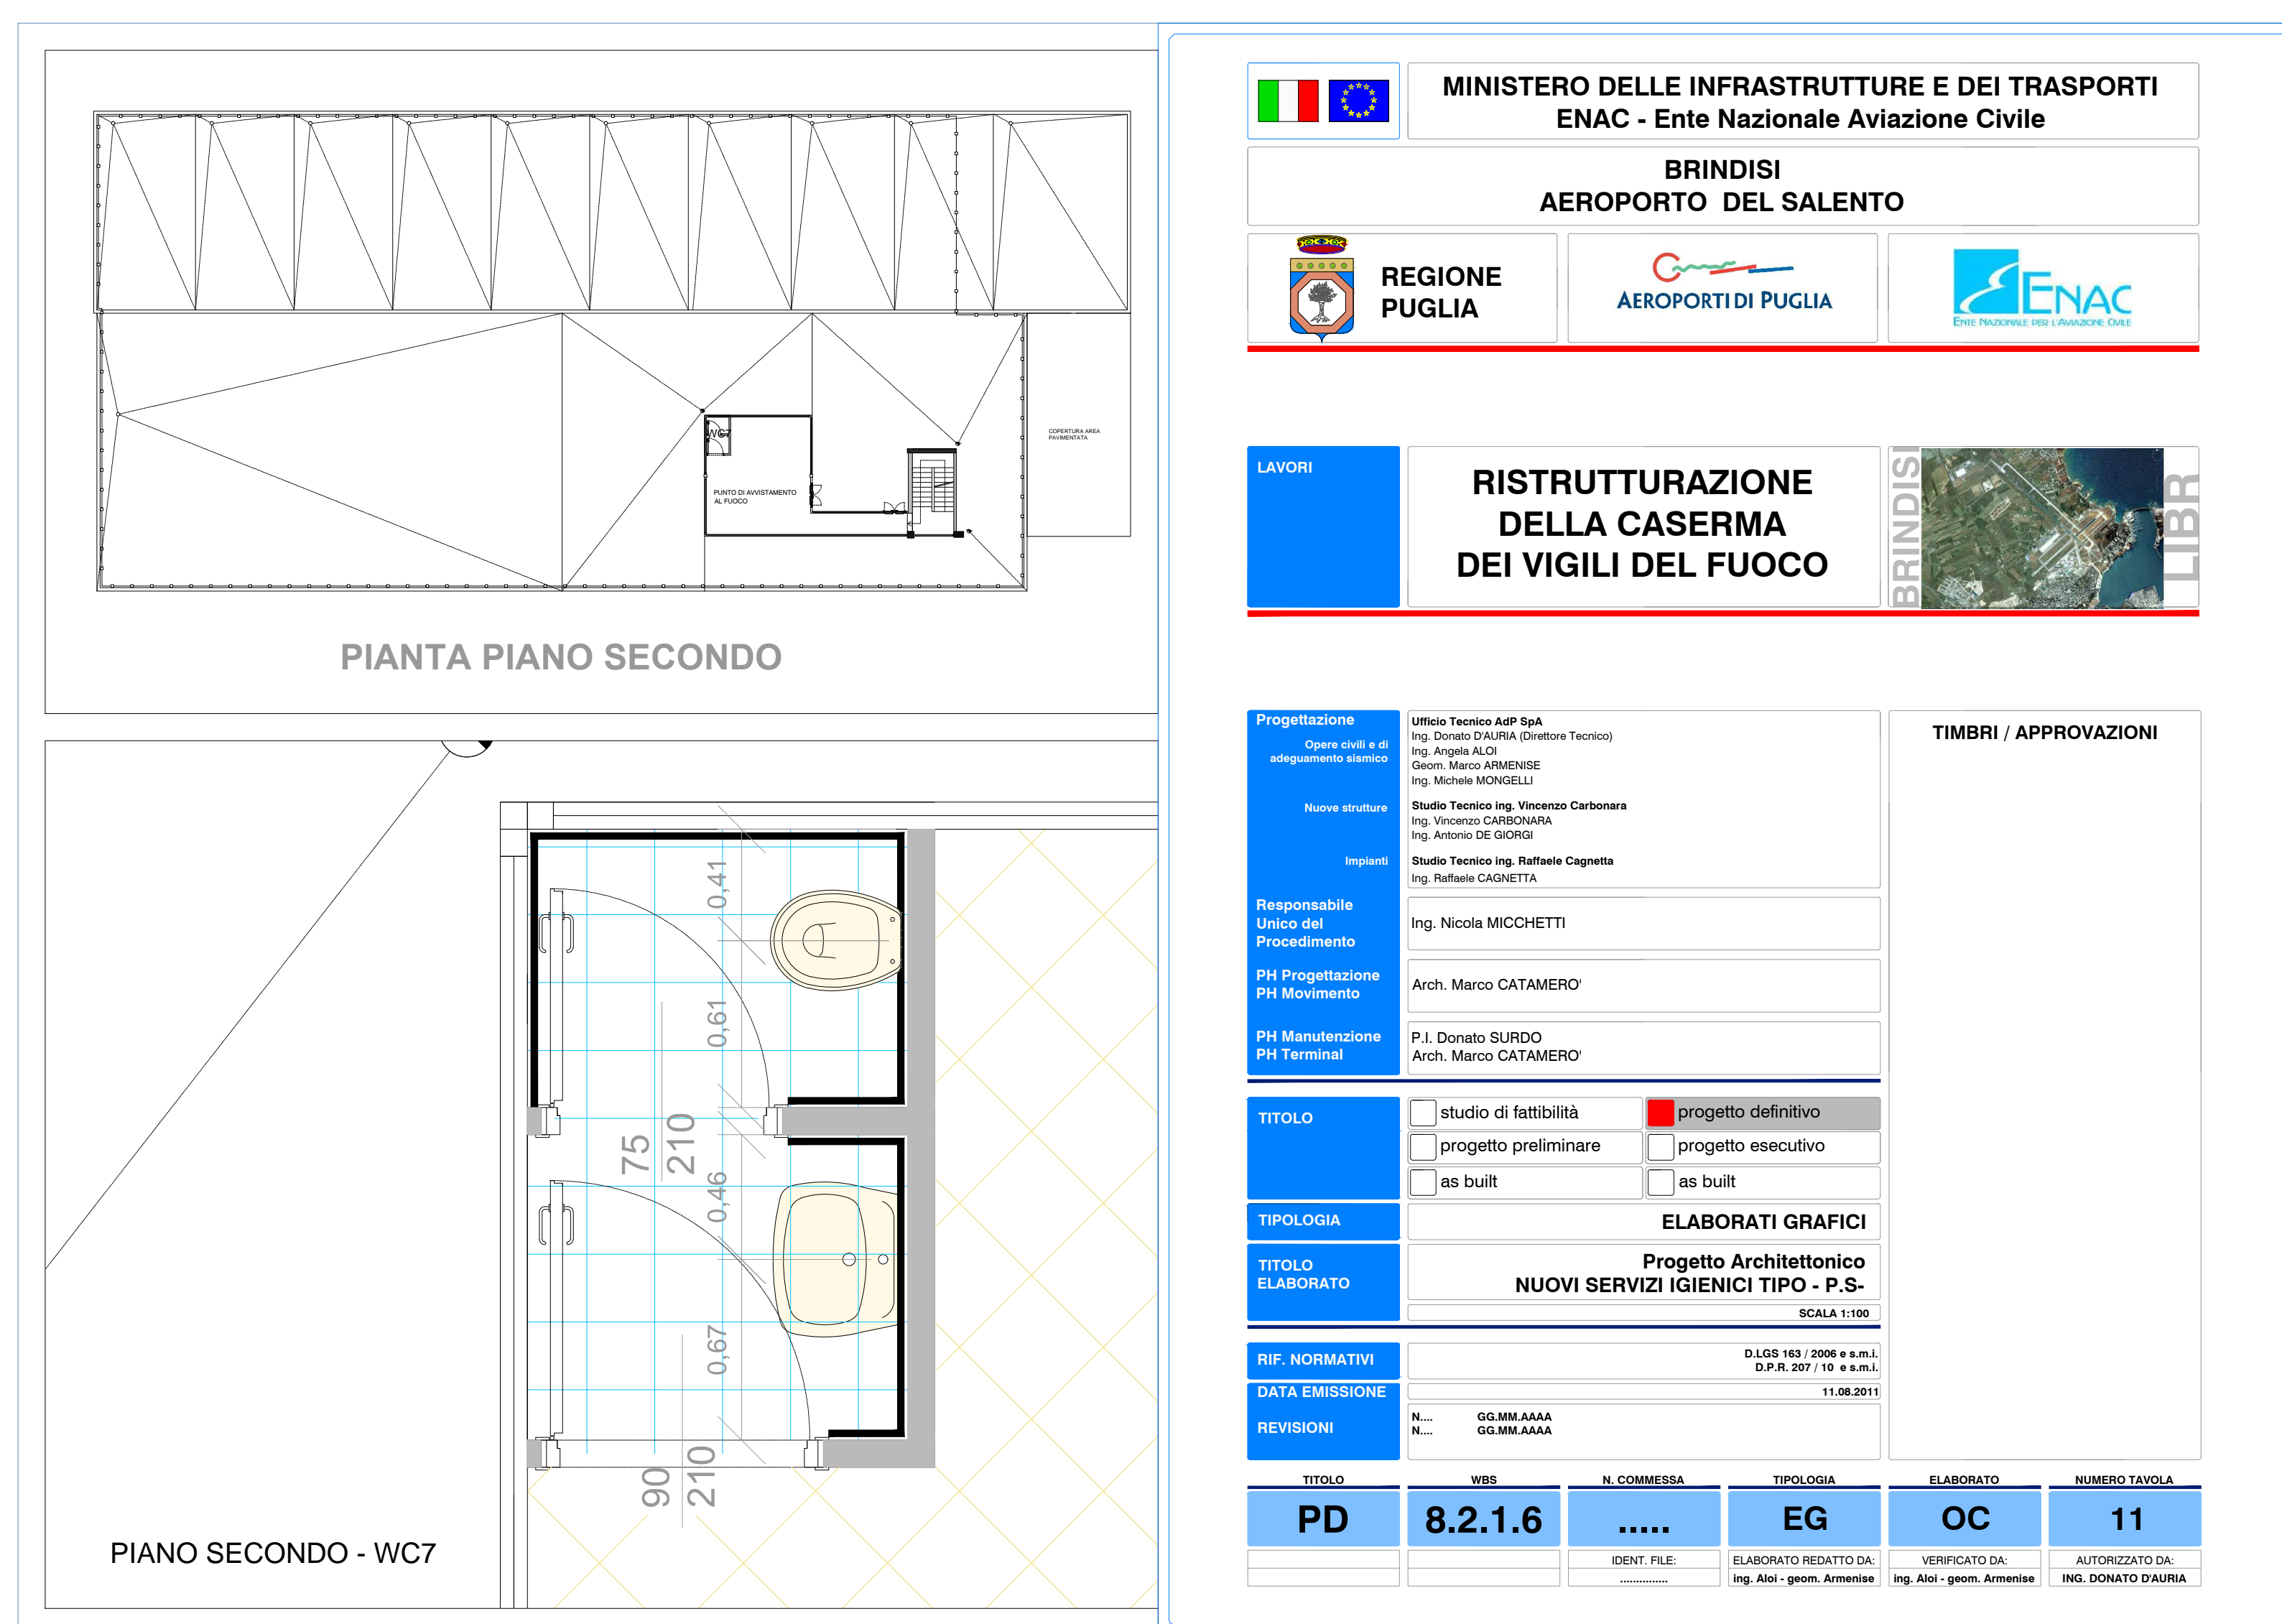 WC7
PUNTO DI AVVISTAMENTO
AL FUOCO
COPERTURA AREA
PAVIMENTATA
PIANTA PIANO SECONDO
0,41
0,61
75
210
0,46
0,67
90
210
PIANO SECONDO - WC7
MINISTERO DELLE INFRASTRUTTURE E DEI TRASPORTI
ENAC - Ente Nazionale Aviazione Civile
BRINDISI
AEROPORTO DEL SALENTO
REGIONE
PUGLIA
AEROPORTI DI PUGLIA
ENAC
ENTE NAZIONALE PER L'AVIAZIONE CIVILE
LAVORI
RISTRUTTURAZIONE
DELLA CASERMA
DEI VIGILI DEL FUOCO
BRINDISI
LIBR
Progettazione
Opere civili e di
adeguamento sismico
Ufficio Tecnico AdP SpA
Ing. Donato D'AURIA (Direttore Tecnico)
Ing. Angela ALOI
Geom. Marco ARMENISE
Ing. Michele MONGELLI
Nuove strutture
Studio Tecnico ing. Vincenzo Carbonara
Ing. Vincenzo CARBONARA
Ing. Antonio DE GIORGI
Impianti
Studio Tecnico ing. Raffaele Cagnetta
Ing. Raffaele CAGNETTA
Responsabile
Unico del
Procedimento
Ing. Nicola MICCHETTI
PH Progettazione
PH Movimento
Arch. Marco CATAMERO'
PH Manutenzione
PH Terminal
P.I. Donato SURDO
Arch. Marco CATAMERO'
TIMBRI / APPROVAZIONI
TITOLO
studio di fattibilità
progetto definitivo
progetto preliminare
progetto esecutivo
as built
as built
TIPOLOGIA
ELABORATI GRAFICI
TITOLO
ELABORATO
Progetto Architettonico
NUOVI SERVIZI IGIENICI TIPO - P.S-
SCALA 1:100
RIF. NORMATIVI
D.LGS 163 / 2006 e s.m.i.
D.P.R. 207 / 10 e s.m.i.
DATA EMISSIONE
11.08.2011
REVISIONI
N.... GG.MM.AAAA
N.... GG.MM.AAAA
TITOLO WBS N. COMMESSA TIPOLOGIA ELABORATO NUMERO TAVOLA
PD 8.2.1.6 ..... EG OC 11
IDENT. FILE: ELABORATO REDATTO DA: VERIFICATO DA: AUTORIZZATO DA:
.............. ing. Aloi - geom. Armenise ing. Aloi - geom. Armenise ING. DONATO D'AURIA